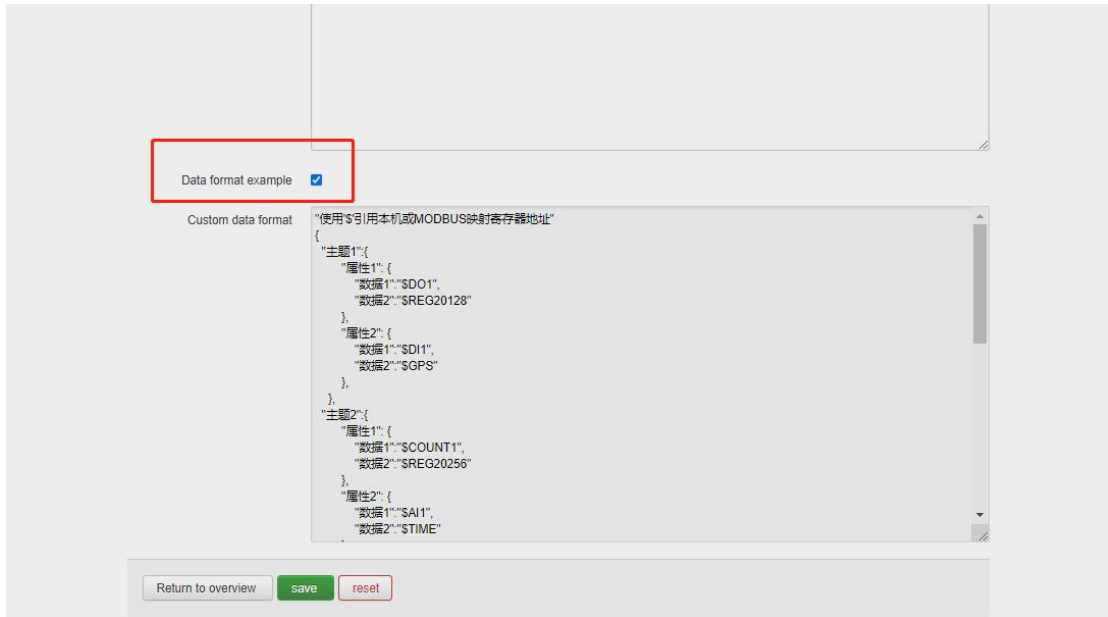 Data format example
Custom data format
"使用'$'引用本机或MODBUS映射寄存器地址"
{
"主题1":{
"属性1": {
"数据1":"$DO1",
"数据2":"$REG20128"
},
"属性2": {
"数据1":"$DI1",
"数据2":"$GPS"
},
},
"主题2":{
"属性1": {
"数据1":"$COUNT1",
"数据2":"$REG20256"
},
"属性2": {
"数据1":"$AI1",
"数据2":"$TIME"
Return to overview save reset